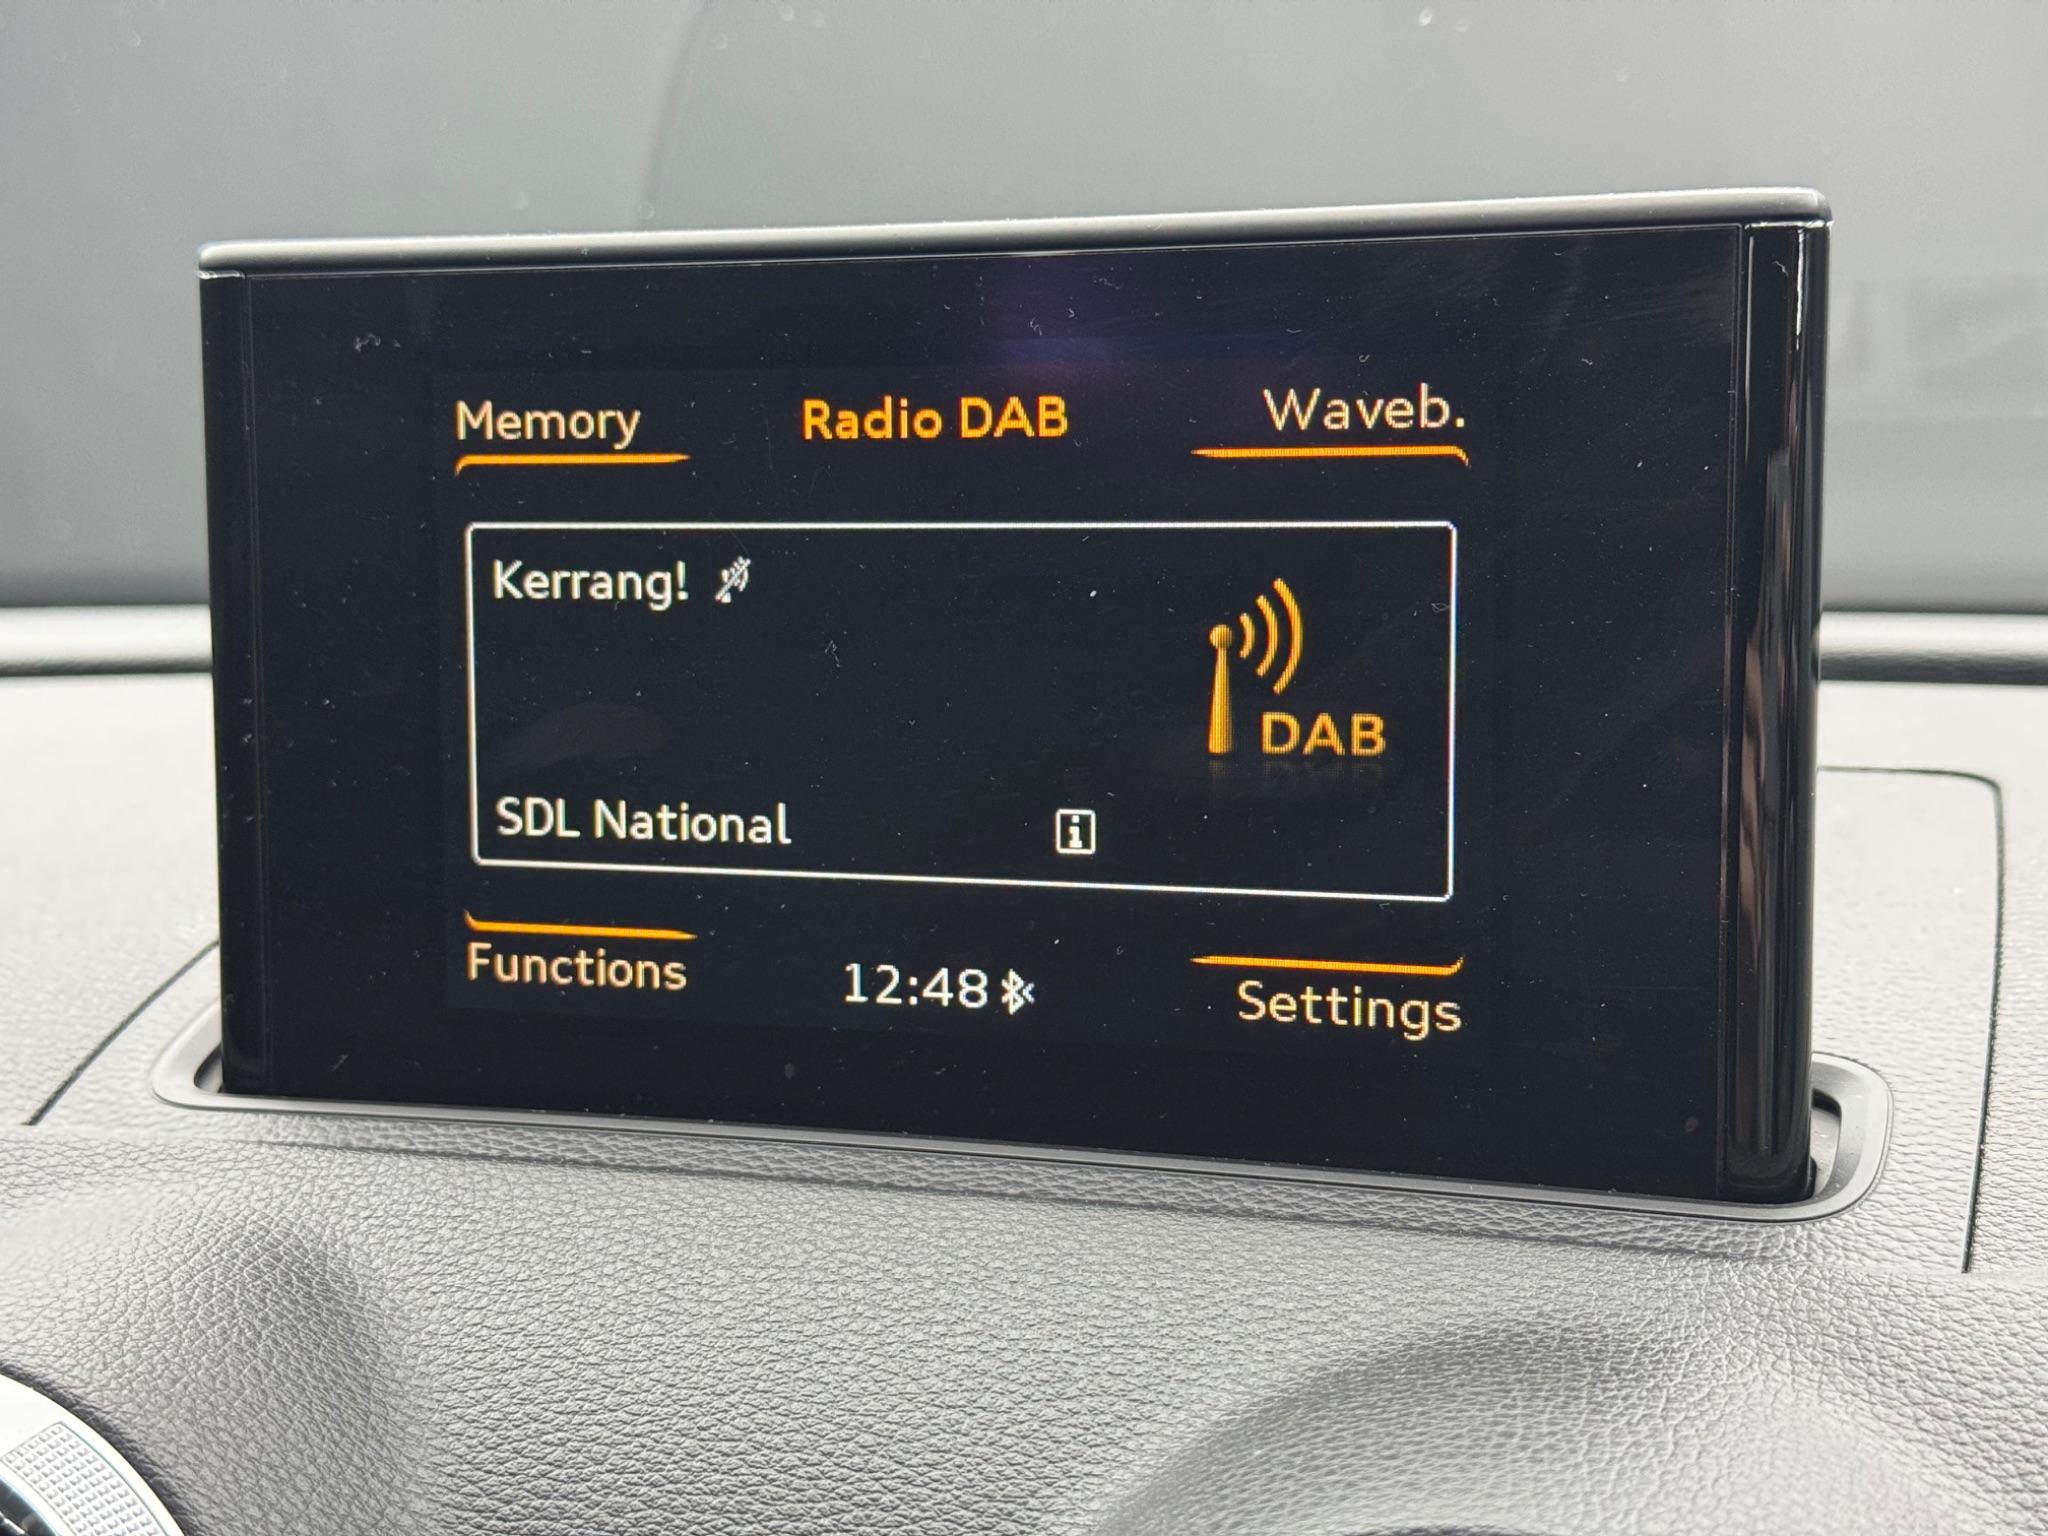 Memory
Radio DAB
Waveb.
Kerrang!
DAB
SDL National
i
Functions
12:48
Settings